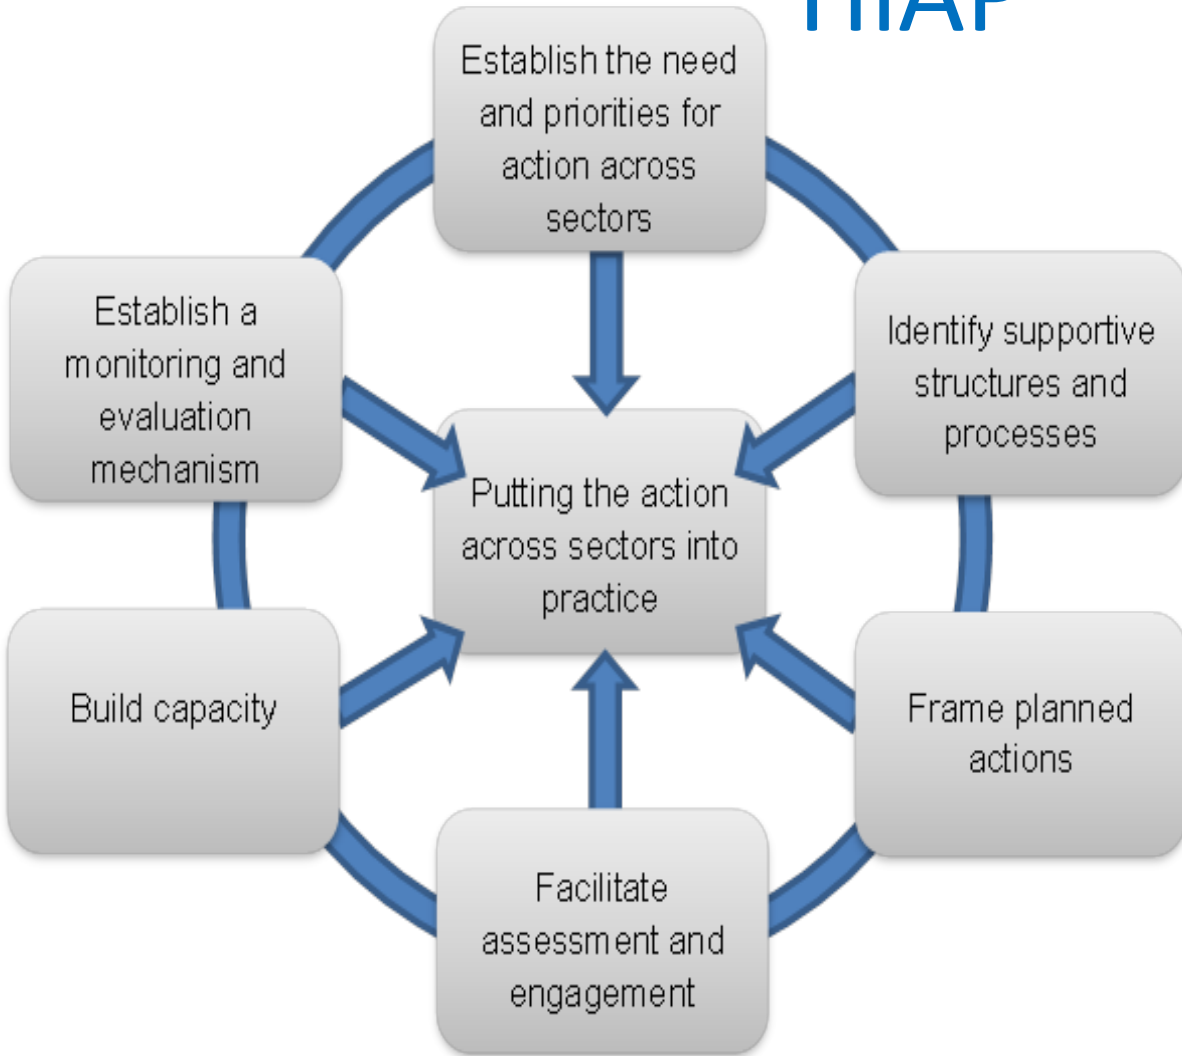 HIAP
Establish the need
and priorities for
action across
sectors
Identify supportive
structures and
processes
Frame planned
actions
Facilitate
assessment and
engagement
Build capacity
Establish a
monitoring and
evaluation
mechanism
Putting the action
across sectors into
practice